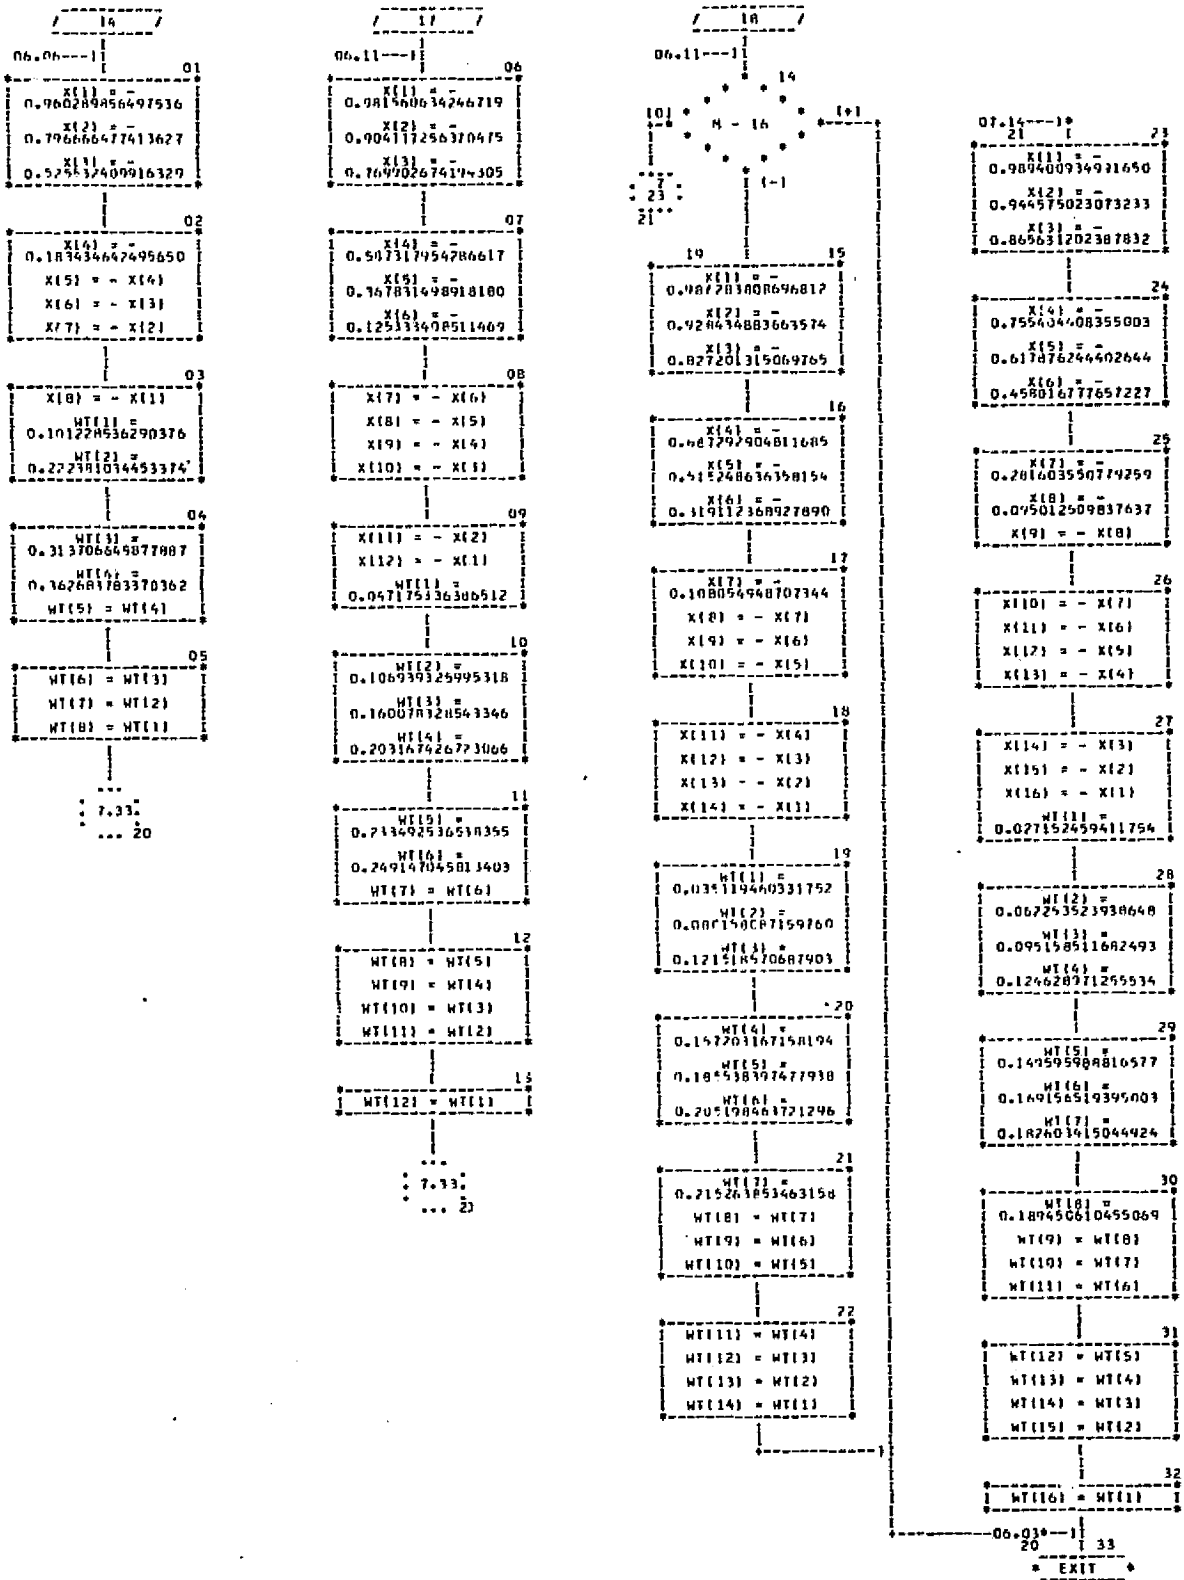 / 14 /
06.06---1
01
X(1) = -
0.960289856497536
X(2) = -
0.796666477413627
X(3) = -
0.525532409916329
02
X(4) = -
0.183434642495650
X(5) = - X(4)
X(6) = - X(3)
X(7) = - X(2)
03
X(8) = - X(1)
WT(1) =
0.101228536290376
WT(2) =
0.222381034453374
04
WT(3) =
0.313706645877887
WT(4) =
0.362683783370362
WT(5) = WT(4)
05
WT(6) = WT(3)
WT(7) = WT(2)
WT(8) = WT(1)
7.33
20
/ 17 /
06.11---1
06
X(1) = -
0.981560634246719
X(2) = -
0.904117256370475
X(3) = -
0.769902674194305
07
X(4) = -
0.587317954286617
X(5) = -
0.367831498918180
X(6) = -
0.125333408511469
08
X(7) = - X(6)
X(8) = - X(5)
X(9) = - X(4)
X(10) = - X(3)
09
X(11) = - X(2)
X(12) = - X(1)
WT(1) =
0.047175336386512
10
WT(2) =
0.106939325995318
WT(3) =
0.160078328543346
WT(4) =
0.203167426723066
11
WT(5) =
0.233492536538355
WT(6) =
0.249147045813403
WT(7) = WT(6)
12
WT(8) = WT(5)
WT(9) = WT(4)
WT(10) = WT(3)
WT(11) = WT(2)
13
WT(12) = WT(1)
7.33
20
/ 18 /
06.11---1
14
(0)
N - 16
(+)
7
23
21
(-)
19 15
X(1) = -
0.987283808696812
X(2) = -
0.928434883663574
X(3) = -
0.827201315069765
16
X(4) = -
0.687292904811685
X(5) = -
0.515248636358154
X(6) = -
0.319112368927890
17
X(7) = -
0.108054948707344
X(8) = - X(7)
X(9) = - X(6)
X(10) = - X(5)
18
X(11) = - X(4)
X(12) = - X(3)
X(13) = - X(2)
X(14) = - X(1)
19
WT(1) =
0.035119460331752
WT(2) =
0.080158087159760
WT(3) =
0.121518570687903
20
WT(4) =
0.157203167158194
WT(5) =
0.185538397477938
WT(6) =
0.205198463721296
21
WT(7) =
0.215263853463158
WT(8) = WT(7)
WT(9) = WT(6)
WT(10) = WT(5)
22
WT(11) = WT(4)
WT(12) = WT(3)
WT(13) = WT(2)
WT(14) = WT(1)
07.14---1*
21 23
X(1) = -
0.989400934991650
X(2) = -
0.944575023073233
X(3) = -
0.865631202387832
24
X(4) = -
0.755404408355003
X(5) = -
0.617876244402644
X(6) = -
0.458016777657227
25
X(7) = -
0.281603550779259
X(8) = -
0.095012509837637
X(9) = - X(8)
26
X(10) = - X(7)
X(11) = - X(6)
X(12) = - X(5)
X(13) = - X(4)
27
X(14) = - X(3)
X(15) = - X(2)
X(16) = - X(1)
WT(1) =
0.027152459411754
28
WT(2) =
0.062253523938648
WT(3) =
0.095158511682493
WT(4) =
0.124628971255534
29
WT(5) =
0.149595988816577
WT(6) =
0.169156519395003
WT(7) =
0.182603415044924
30
WT(8) =
0.189450610455069
WT(9) = WT(8)
WT(10) = WT(7)
WT(11) = WT(6)
31
WT(12) = WT(5)
WT(13) = WT(4)
WT(14) = WT(3)
WT(15) = WT(2)
32
WT(16) = WT(1)
06.03*---1
20 33
* EXIT *